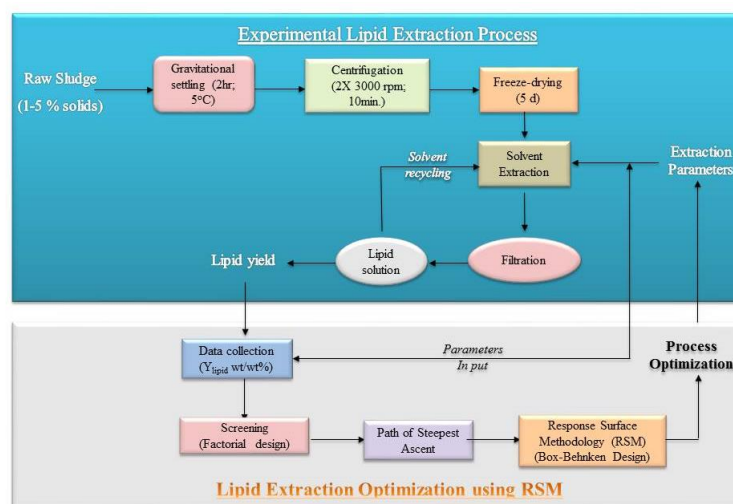 Experimental Lipid Extraction Process
Raw Sludge
(1-5 % solids)
Gravitational
settling (2hr;
5°C)
Centrifugation
(2X 3000 rpm;
10min.)
Freeze-drying
(5 d)
Solvent
recycling
Solvent
Extraction
Extraction
Parameters
Lipid yield
Lipid
solution
Filtration
Data collection
(Ylipid wt/wt%)
Parameters
In put
Process
Optimization
Screening
(Factorial design)
Path of Steepest
Ascent
Response Surface
Methodology (RSM)
(Box-Behnken Design)
Lipid Extraction Optimization using RSM